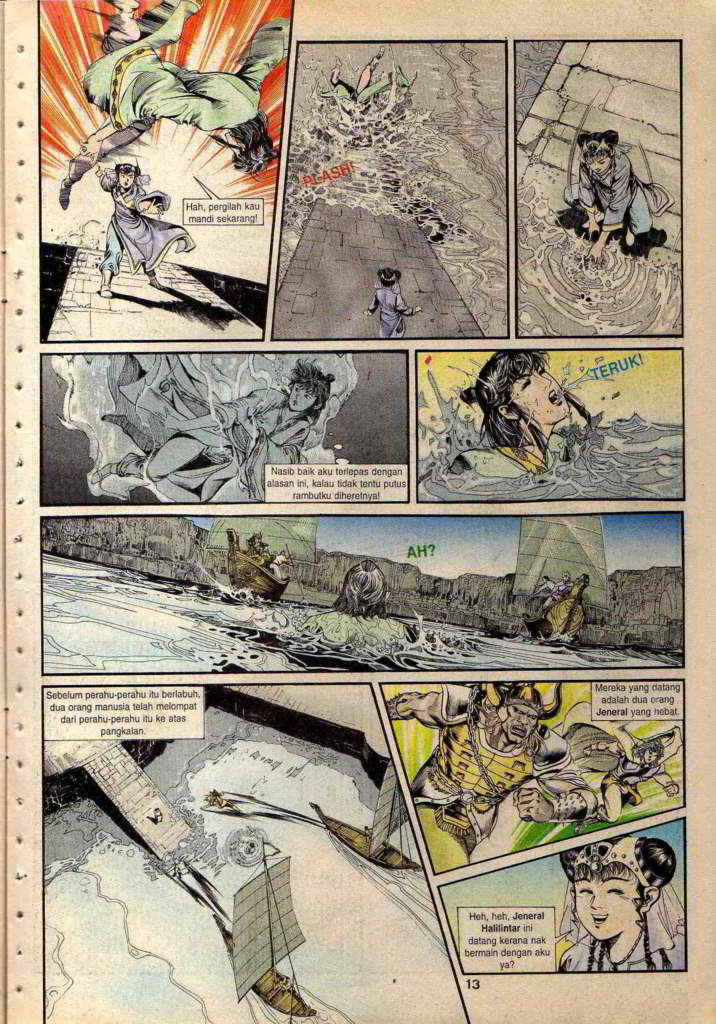 Hah, pergilah kau
mandi sekarang!
PLASH!
Nasib baik aku terlepas dengan
alasan ini, kalau tidak tentu putus
rambutku diheretnya!
TERUK!
AH?
Sebelum perahu-perahu itu berlabuh,
dua orang manusia telah melompat
dari perahu-perahu itu ke atas
pangkalan.
Mereka yang datang
adalah dua orang
Jeneral yang hebat.
Heh, heh, Jeneral
Halilintar ini
datang kerana nak
bermain dengan aku
ya?
13